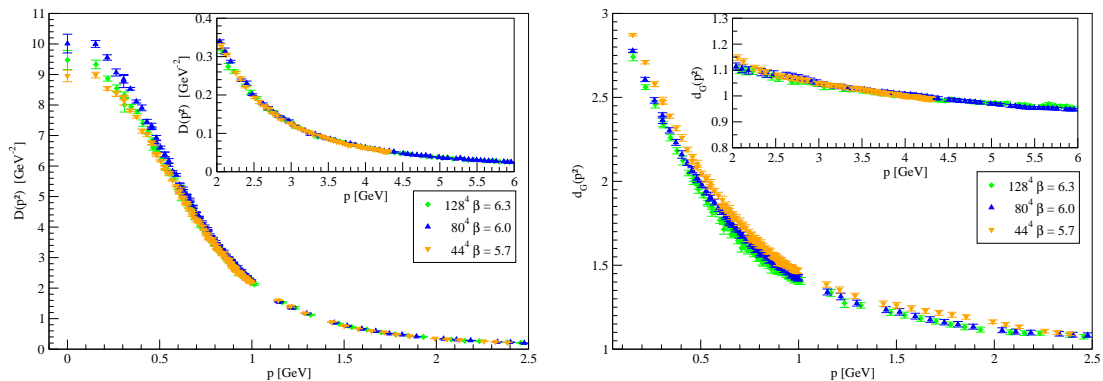 11
10
9
8
7
6
5
4
3
2
1
0
D(p²) [GeV⁻²]
0 0.5 1 1.5 2 2.5
p [GeV]
0.4
0.3
0.2
0.1
0
D(p²) [GeV⁻²]
2 2.5 3 3.5 4 4.5 5 5.5 6
p [GeV]
128⁴ β = 6.3
80⁴ β = 6.0
44⁴ β = 5.7
3
2.5
2
1.5
1
d_G(p²)
0.5 1 1.5 2 2.5
p [GeV]
1.3
1.2
1.1
1
0.9
0.8
d_G(p²)
2 2.5 3 3.5 4 4.5 5 5.5 6
p [GeV]
128⁴ β = 6.3
80⁴ β = 6.0
44⁴ β = 5.7